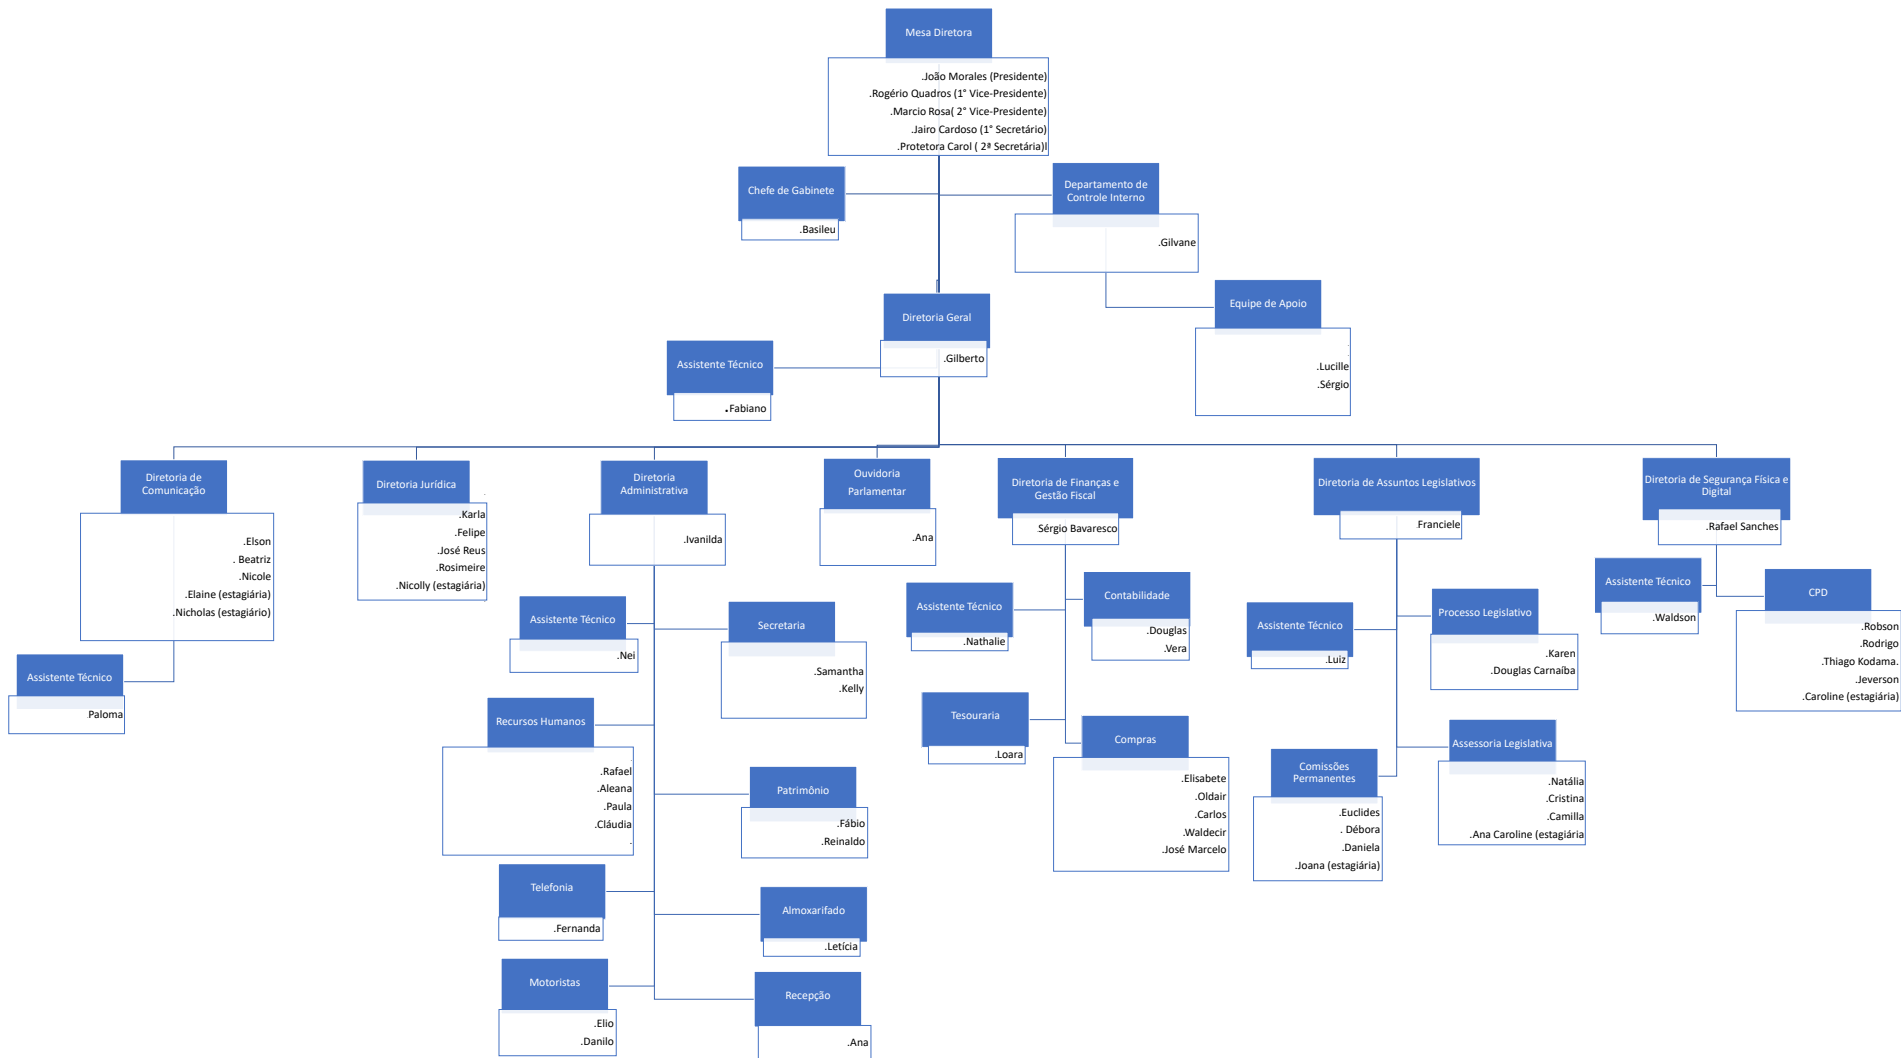 Mesa Diretora
.João Morales (Presidente)
.Rogério Quadros (1° Vice-Presidente)
.Marcio Rosa( 2° Vice-Presidente)
.Jairo Cardoso (1° Secretário)
.Protetora Carol ( 2ª Secretária)l
Chefe de Gabinete
.Basileu
Departamento de
Controle Interno
.Gilvane
Equipe de Apoio
.
.
.Lucille
.Sérgio
Diretoria Geral
.Gilberto
Assistente Técnico
.Fabiano
Diretoria de
Comunicação
.Elson
. Beatriz
.Nicole
.Elaine (estagiária)
.Nicholas (estagiário)
Assistente Técnico
Paloma
Diretoria Jurídica
.
.Karla
.Felipe
.José Reus
.Rosimeire
.Nicolly (estagiária)
Diretoria
Administrativa
.Ivanilda
Assistente Técnico
.Nei
Secretaria
.Samantha
.Kelly
Recursos Humanos
.
.Rafael
.Aleana
.Paula
.Cláudia
.
Patrimônio
.Fábio
.Reinaldo
Telefonia
.Fernanda
Almoxarifado
.Letícia
Motoristas
.Elio
.Danilo
Recepção
.Ana
Ouvidoria
Parlamentar
.Ana
Diretoria de Finanças e
Gestão Fiscal
Sérgio Bavaresco
Assistente Técnico
.Nathalie
Contabilidade
.Douglas
.Vera
Tesouraria
.Loara
Compras
.Elisabete
.Oldair
.Carlos
.Waldecir
.José Marcelo
Diretoria de Assuntos Legislativos
.Franciele
Assistente Técnico
.Luiz
Processo Legislativo
.Karen
.Douglas Carnaíba
Comissões
Permanentes
.Euclides
. Débora
.Daniela
.Joana (estagiária)
Assessoria Legislativa
.Natália
.Cristina
.Camilla
.Ana Caroline (estagiária
Diretoria de Segurança Física e
Digital
.Rafael Sanches
Assistente Técnico
.Waldson
CPD
.Robson
.Rodrigo
.Thiago Kodama.
.Jeverson
.Caroline (estagiária)